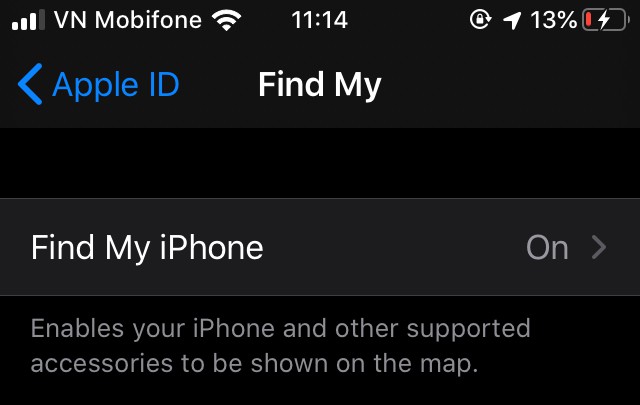 VN Mobifone 11:14 13%
Apple ID Find My
Find My iPhone On
Enables your iPhone and other supported
accessories to be shown on the map.